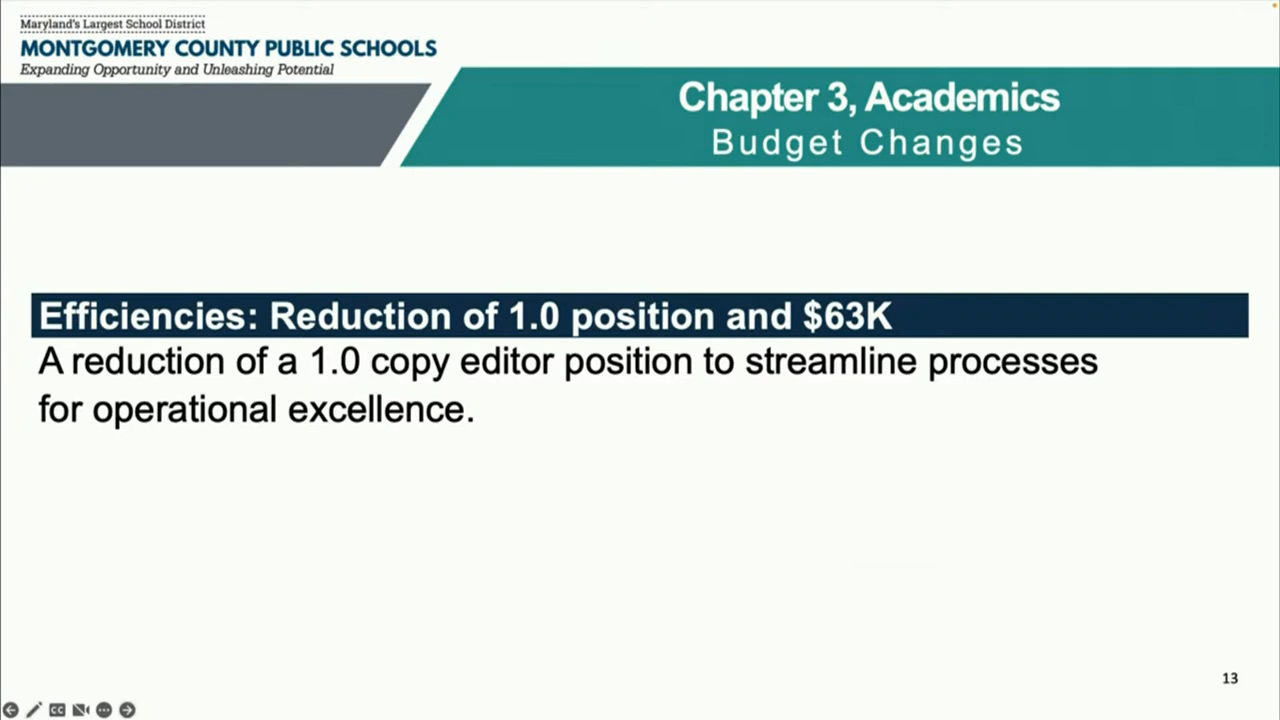 Maryland's Largest School District
MONTGOMERY COUNTY PUBLIC SCHOOLS
Expanding Opportunity and Unleashing Potential
Chapter 3, Academics
Budget Changes
Efficiencies: Reduction of 1.0 position and $63K
A reduction of a 1.0 copy editor position to streamline processes
for operational excellence.
13
CC